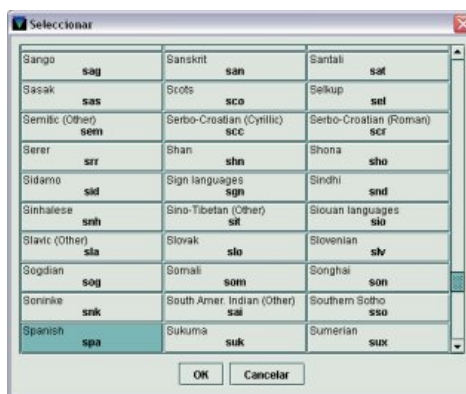 Seleccionar
Sango
sag
Sanskrit
san
Santali
sat
Sasak
sas
Scots
sco
Selkup
sel
Semitic (Other)
sem
Serbo-Croatian (Cyrillic)
scc
Serbo-Croatian (Roman)
scr
Serer
srr
Shan
shn
Shona
sho
Sidamo
sid
Sign languages
sgn
Sindhi
snd
Sinhalese
snh
Sino-Tibetan (Other)
sit
Siouan languages
sio
Slavic (Other)
sla
Slovak
slo
Slovenian
slv
Sogdian
sog
Somali
som
Songhai
son
Soninke
snk
South Amer. Indian (Other)
sai
Southern Sotho
sso
Spanish
spa
Sukuma
suk
Sumerian
sux
OK
Cancelar